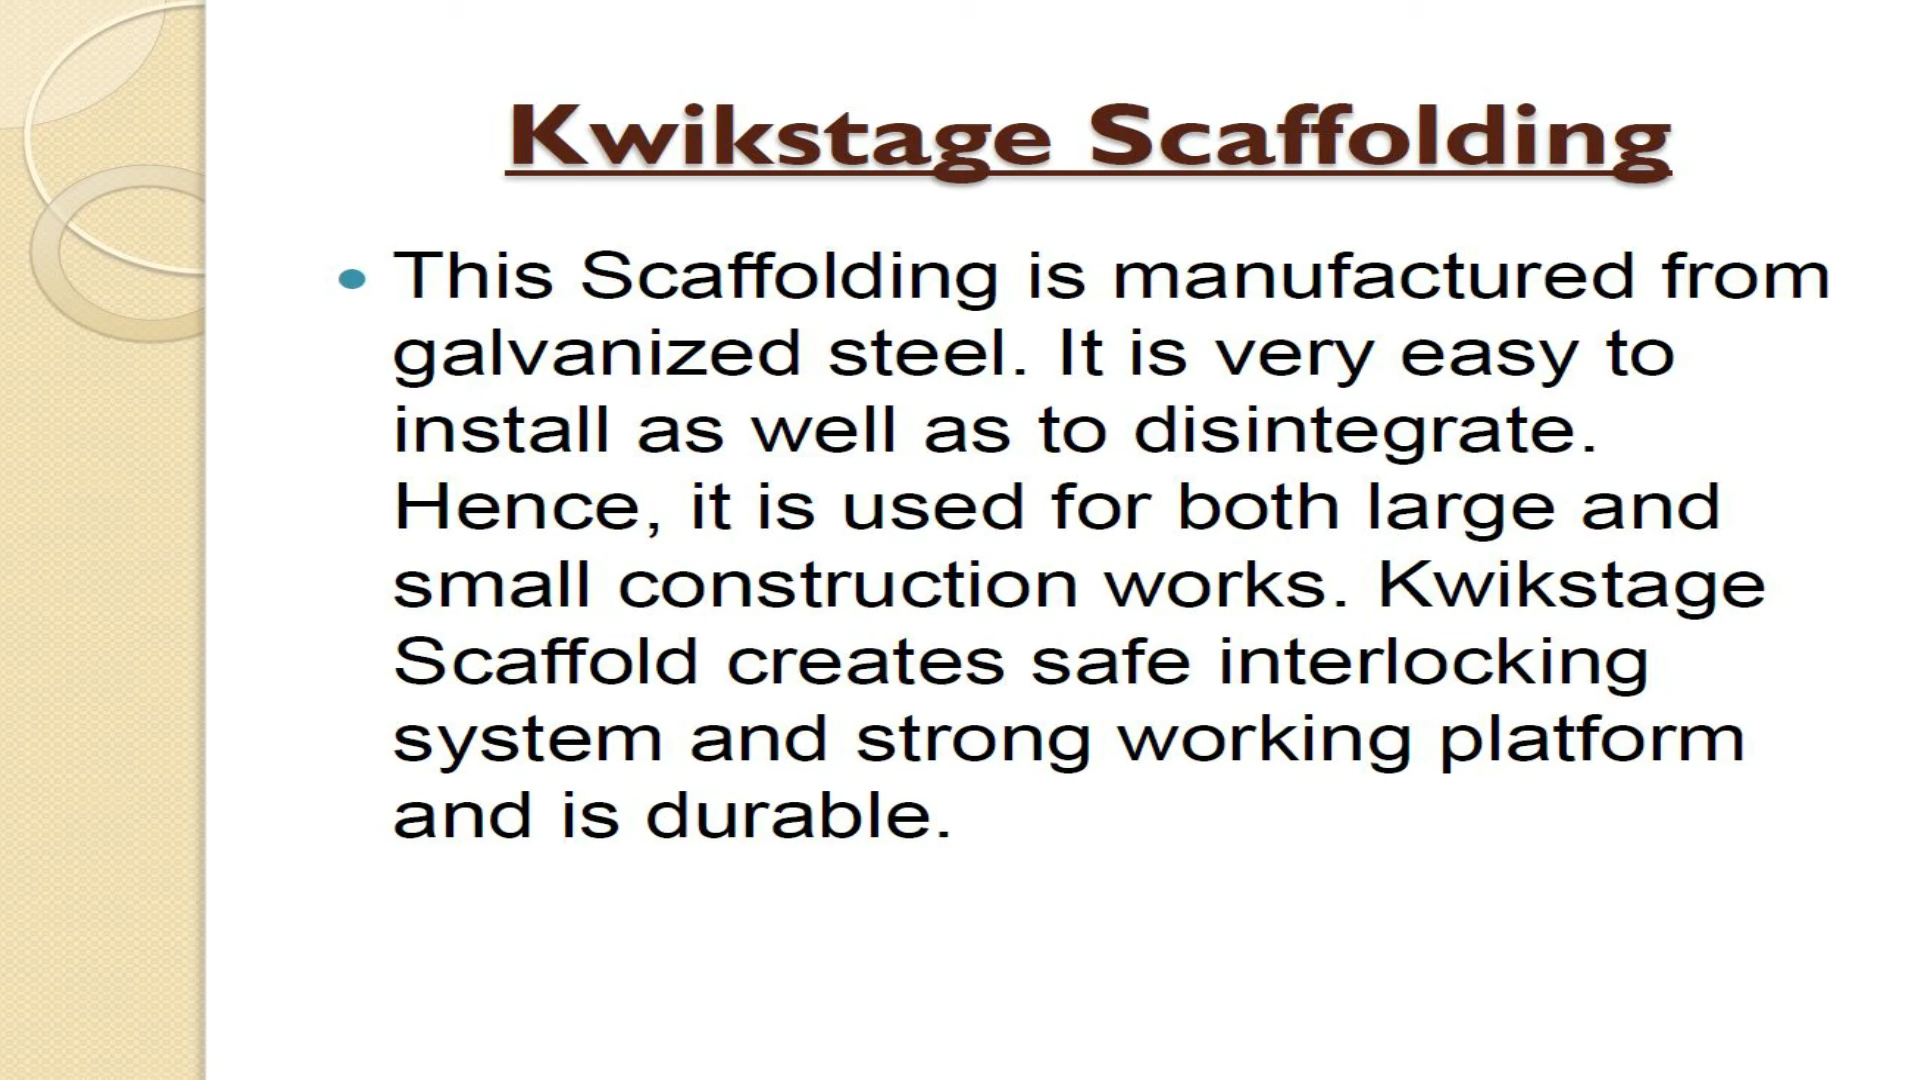 Kwikstage Scaffolding
• This Scaffolding is manufactured from
galvanized steel. It is very easy to
install as well as to disintegrate.
Hence, it is used for both large and
small construction works. Kwikstage
Scaffold creates safe interlocking
system and strong working platform
and is durable.